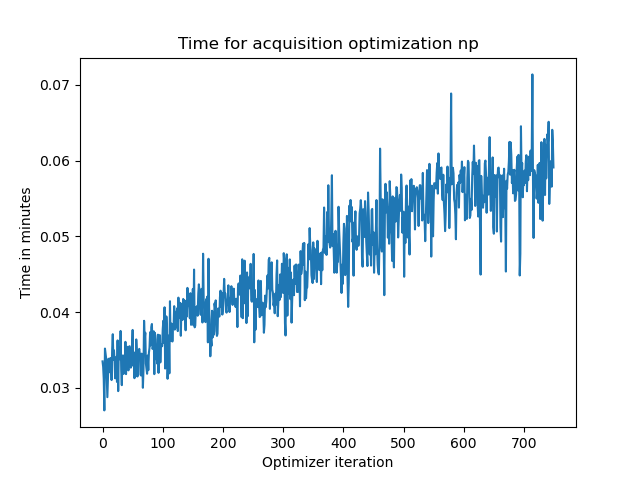 Time for acquisition optimization np
0.07
0.06
0.05
0.04
0.03
Time in minutes
0 100 200 300 400 500 600 700
Optimizer iteration